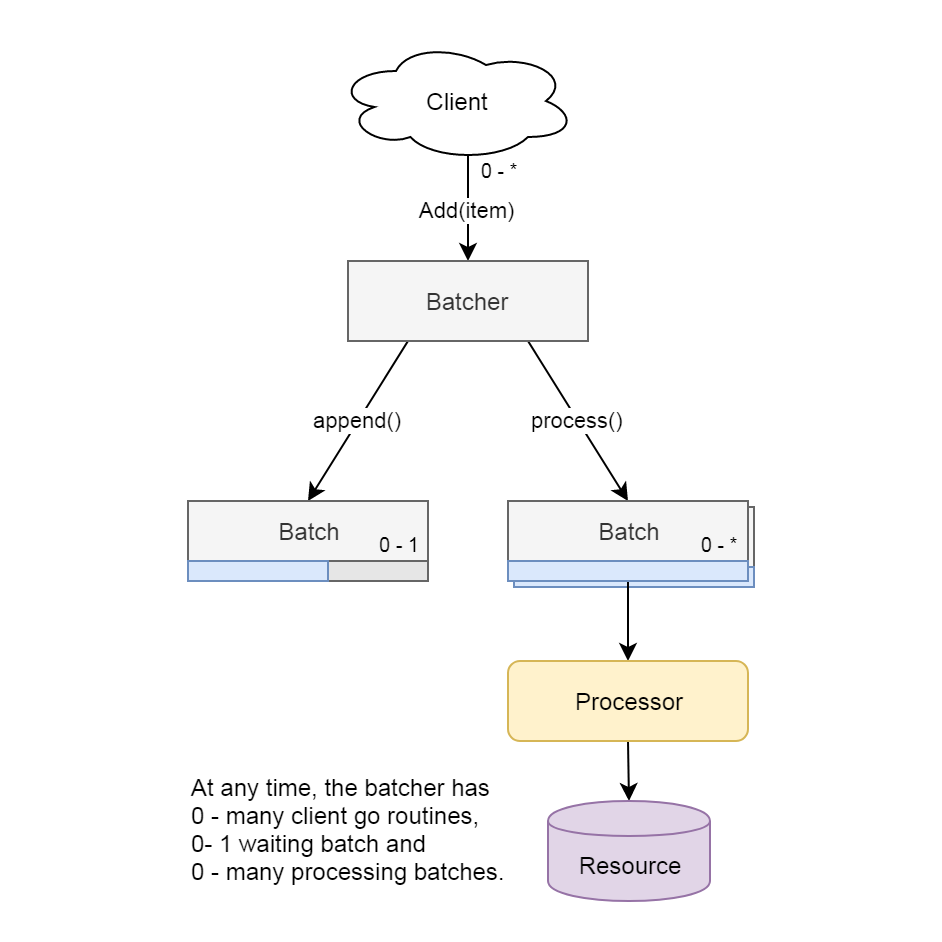 Client
0 - *
Add(item)
Batcher
append()
process()
Batch
0 - 1
Batch
0 - *
Processor
At any time, the batcher has
0 - many client go routines,
0- 1 waiting batch and
0 - many processing batches.
Resource